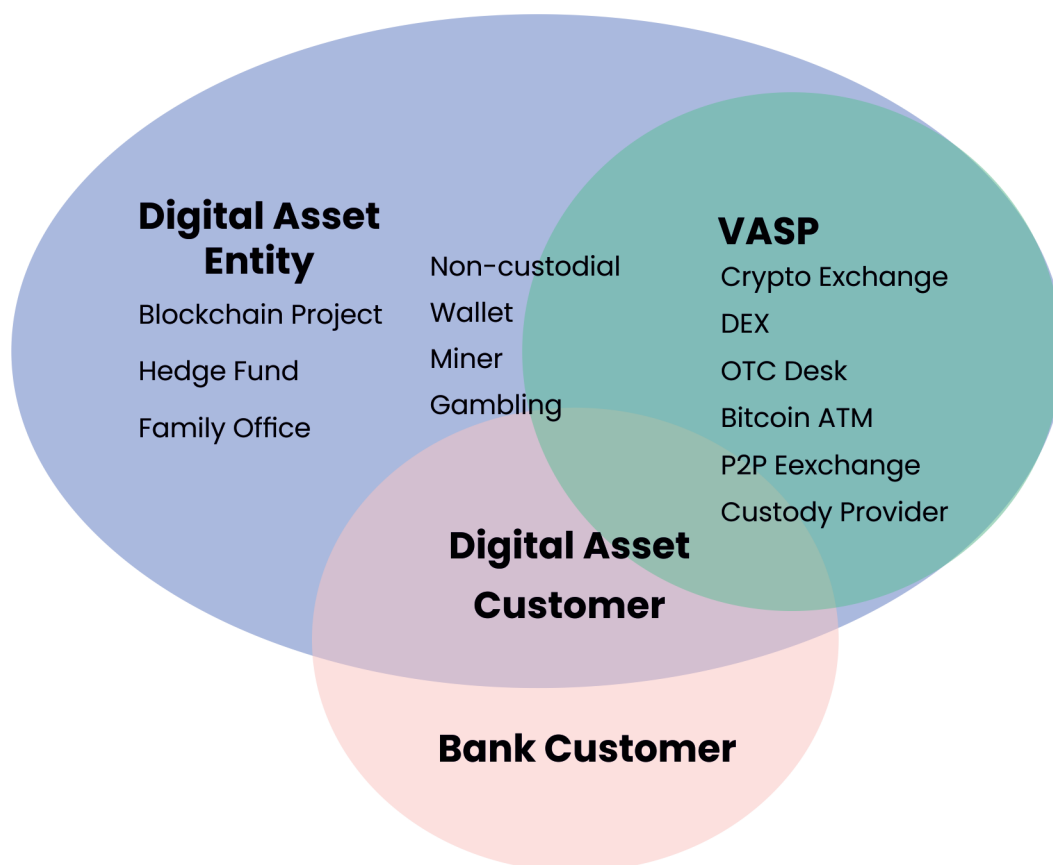 Digital Asset
Entity
Blockchain Project
Hedge Fund
Family Office
Non-custodial
Wallet
Miner
Gambling
VASP
Crypto Exchange
DEX
OTC Desk
Bitcoin ATM
P2P Eexchange
Custody Provider
Digital Asset
Customer
Bank Customer